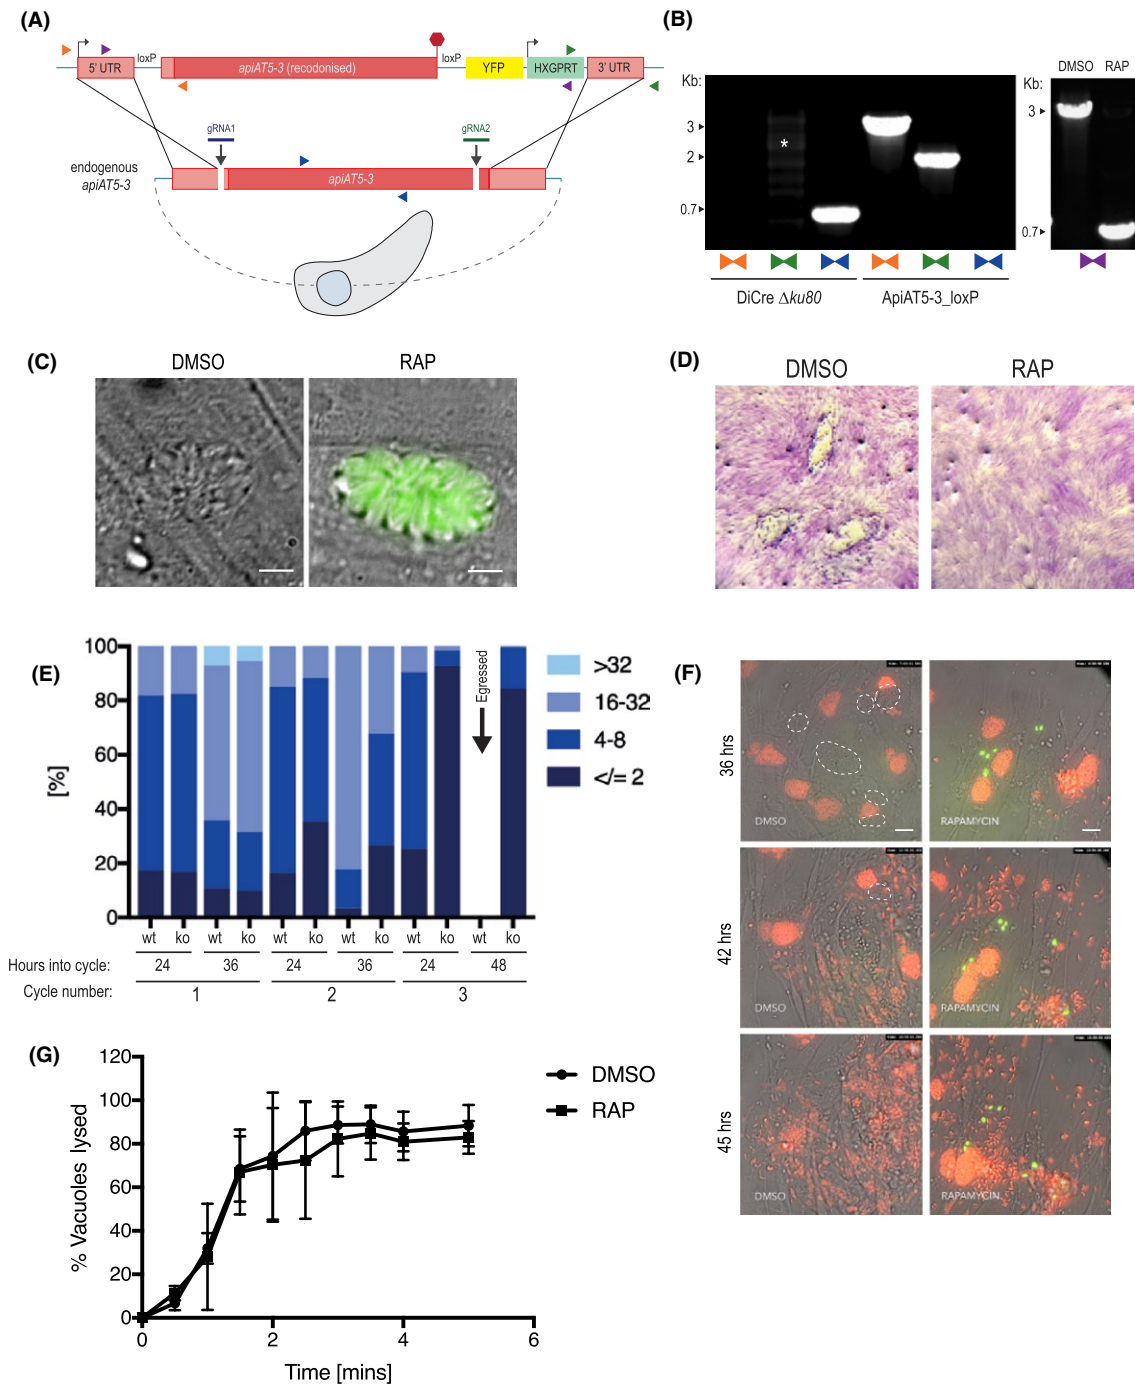 (A)
loxP
loxP
5' UTR
apiAT5-3 (recodonised)
YFP
HXGPRT
3' UTR
gRNA1
gRNA2
endogenous
apiAT5-3
apiAT5-3
(B)
Kb:
3
2
0.7
*
DiCre Δku80
ApiAT5-3_loxP
DMSO
RAP
Kb:
3
0.7
(C)
DMSO
RAP
(D)
DMSO
RAP
(E)
100
80
60
40
20
0
[%]
Egressed
>32
16-32
4-8
</= 2
wt ko wt ko wt ko wt ko wt ko wt ko
Hours into cycle: 24 36 24 36 24 48
Cycle number: 1 2 3
(F)
36 hrs
DMSO
RAPAMYCIN
42 hrs
DMSO
RAPAMYCIN
45 hrs
DMSO
RAPAMYCIN
(G)
120
100
80
60
40
20
0
% Vacuoles lysed
0 2 4 6
Time [mins]
DMSO
RAP